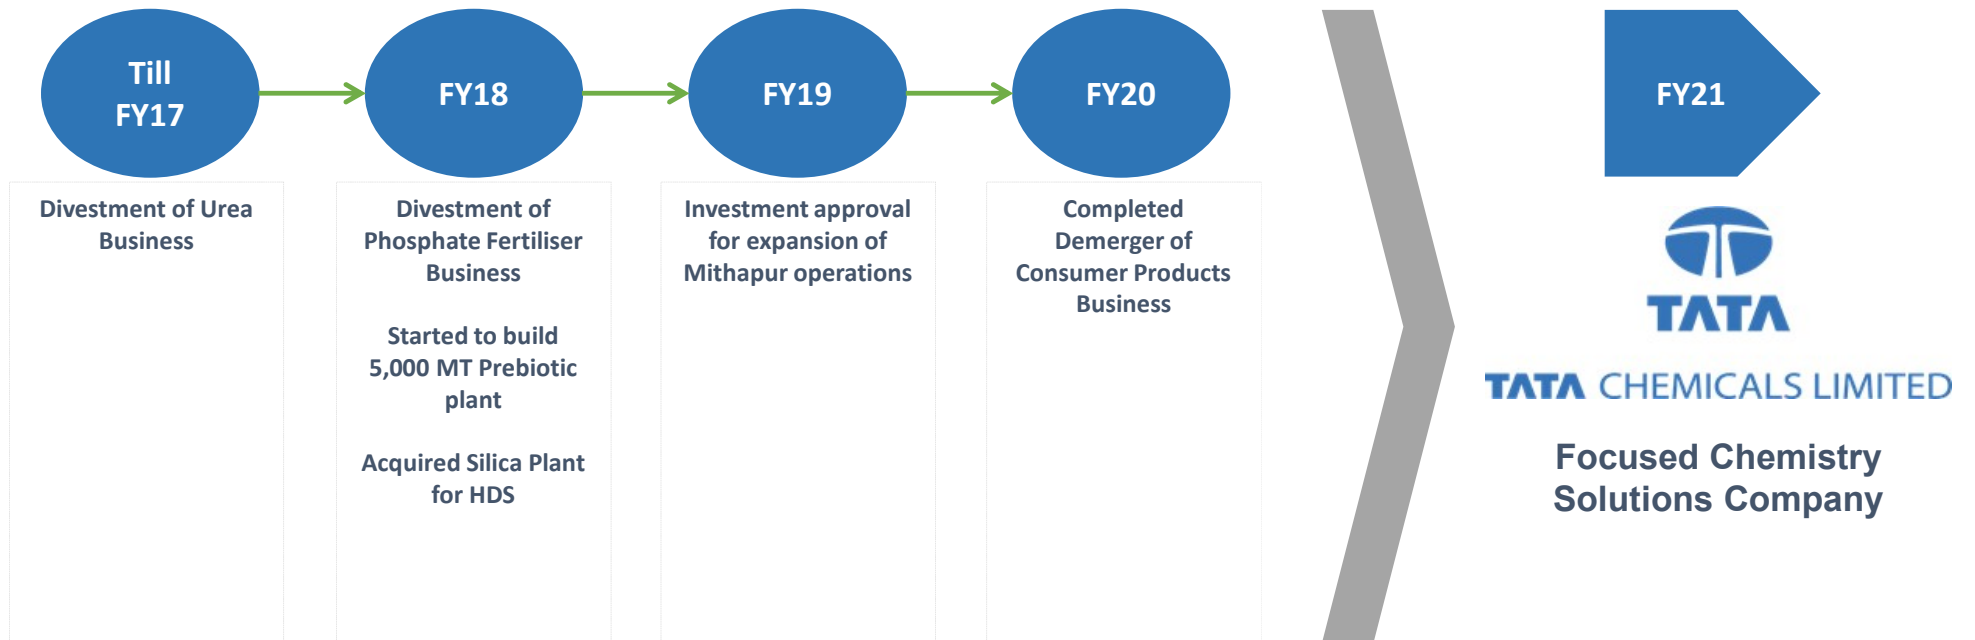 Till
FY17
FY18
FY19
FY20
FY21
Divestment of Urea
Business
Divestment of
Phosphate Fertiliser
Business
Started to build
5,000 MT Prebiotic
plant
Acquired Silica Plant
for HDS
Investment approval
for expansion of
Mithapur operations
Completed
Demerger of
Consumer Products
Business
TATA
TATA CHEMICALS LIMITED
Focused Chemistry
Solutions Company